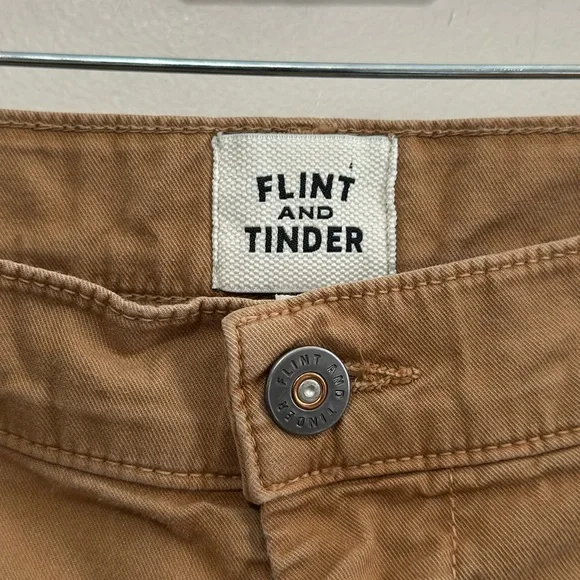 FLINT
AND
TINDER
FLINT AND TINDER